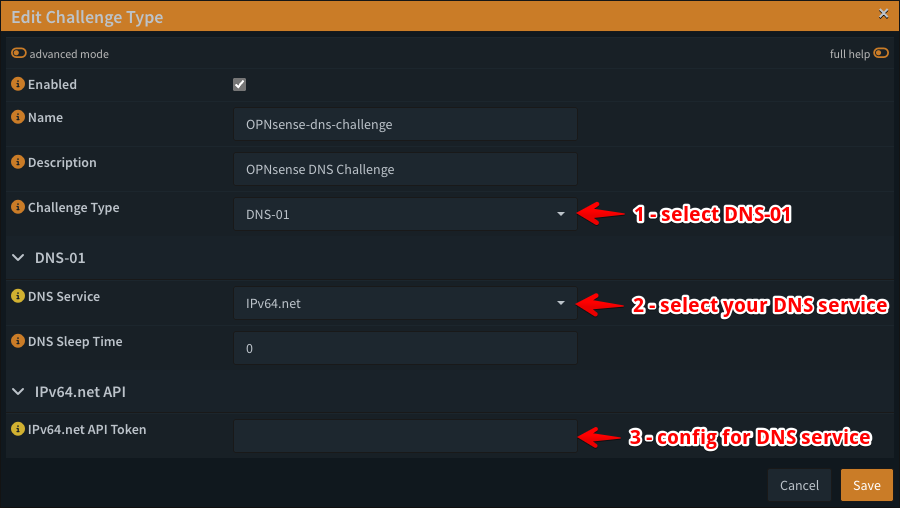 Edit Challenge Type
advanced mode
full help
Enabled
Name
OPNsense-dns-challenge
Description
OPNsense DNS Challenge
Challenge Type
DNS-01
1 - select DNS-01
DNS-01
DNS Service
IPv64.net
2 - select your DNS service
DNS Sleep Time
0
IPv64.net API
IPv64.net API Token
3 - config for DNS service
Cancel
Save